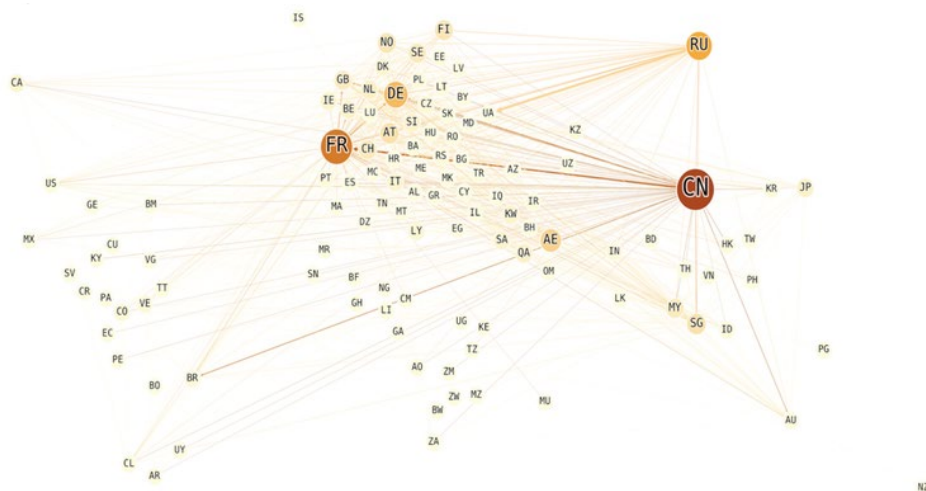 IS
CA
NO
FI
RU
SE
EE
DK
LV
GB
NL
PL
LT
DE
BY
IE
BE
LU
CZ
SK
UA
MD
SI
KZ
FR
AT
HU
RO
CH
BA
HR
RS
BG
UZ
MC
ME
AZ
TR
US
PT
ES
IT
MK
CN
KR
JP
AL
GR
CY
IQ
IR
GE
BM
MA
TN
MT
IL
KW
DZ
LY
EG
BH
MX
CU
SA
AE
BD
HK
TW
KY
VG
MR
QA
IN
SV
SN
BF
OM
TH
VN
PH
CR
PA
TT
NG
CO
VE
GH
LI
CM
LK
MY
EC
GA
UG
KE
SG
ID
PE
TZ
PG
BR
BO
AO
ZM
ZW
MZ
MU
BW
AU
ZA
UY
CL
AR
NZ